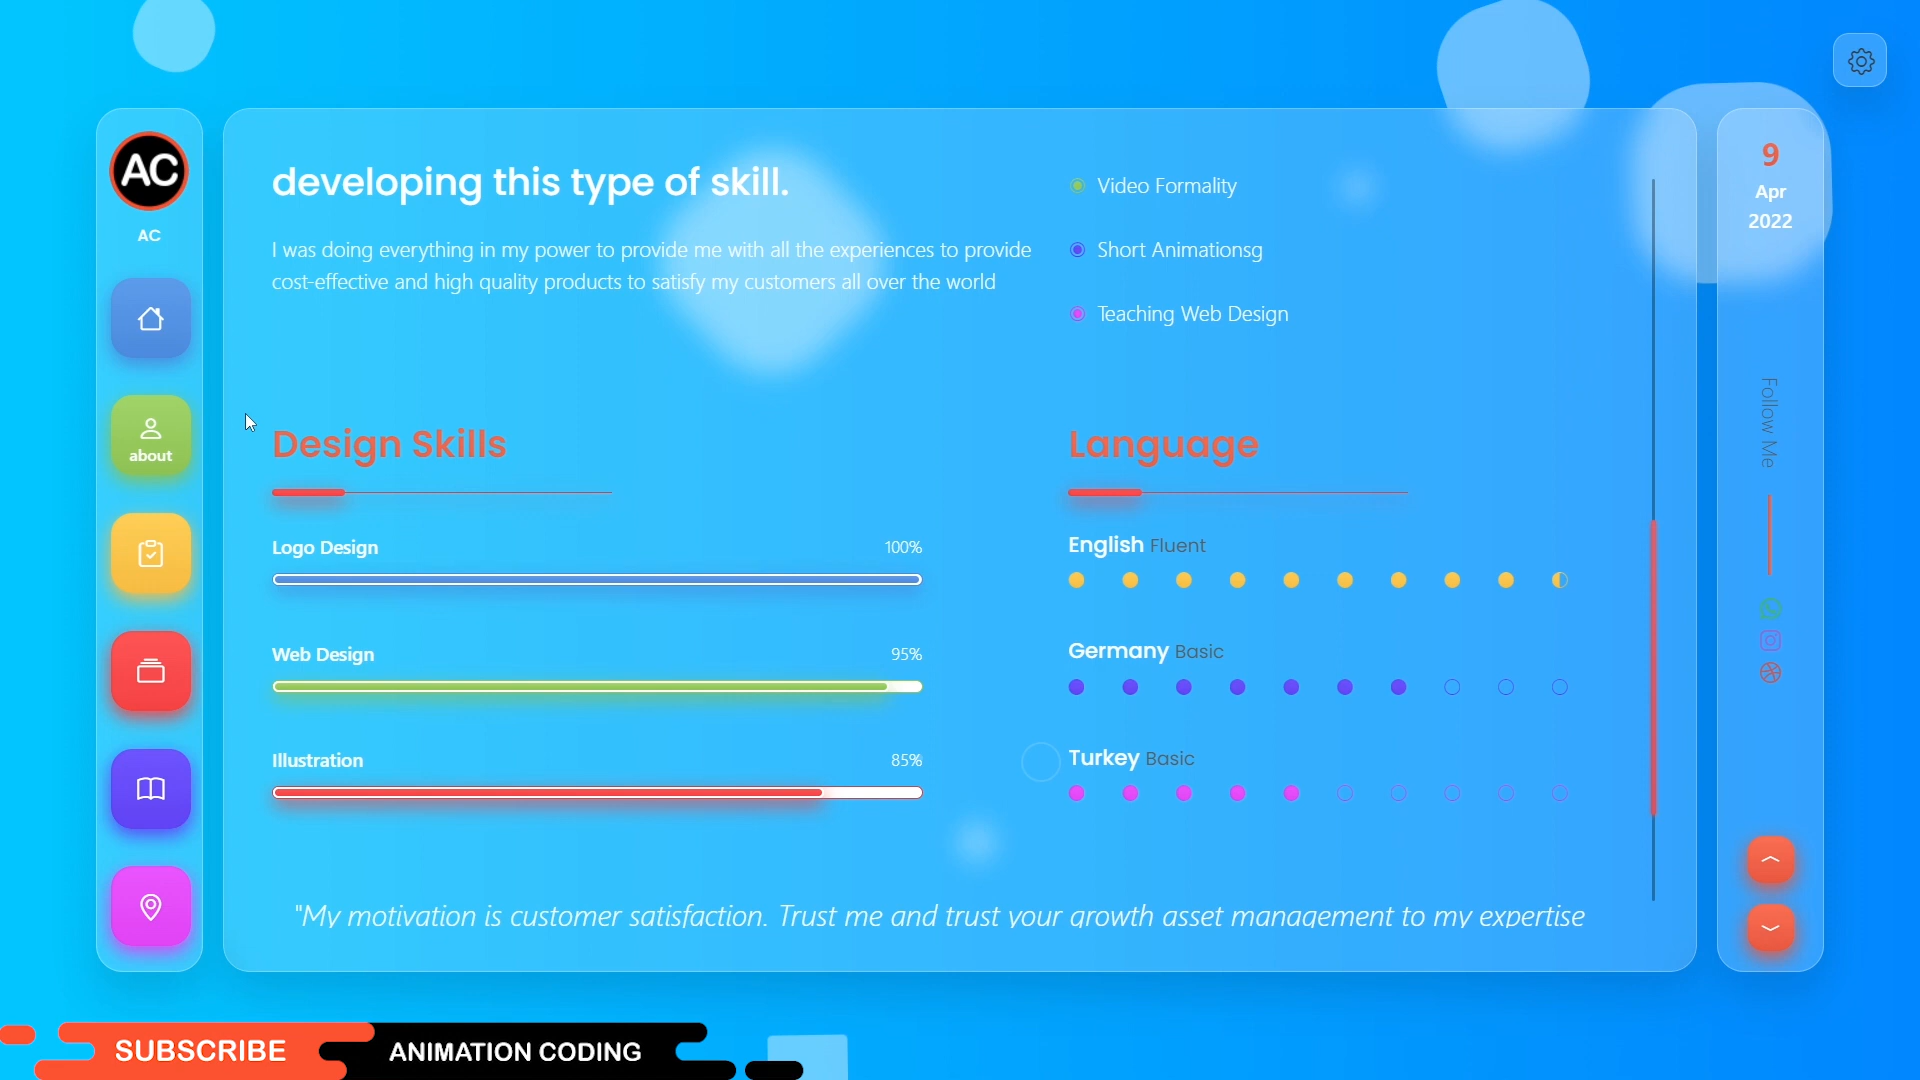 AC
AC
about
developing this type of skill.
I was doing everything in my power to provide me with all the experiences to provide
cost-effective and high quality products to satisfy my customers all over the world
Video Formality
Short Animationsg
Teaching Web Design
Design Skills
Logo Design 100%
Web Design 95%
Illustration 85%
Language
English Fluent
Germany Basic
Turkey Basic
"My motivation is customer satisfaction. Trust me and trust your growth asset management to my expertise
9
Apr
2022
Follow Me
SUBSCRIBE
ANIMATION CODING